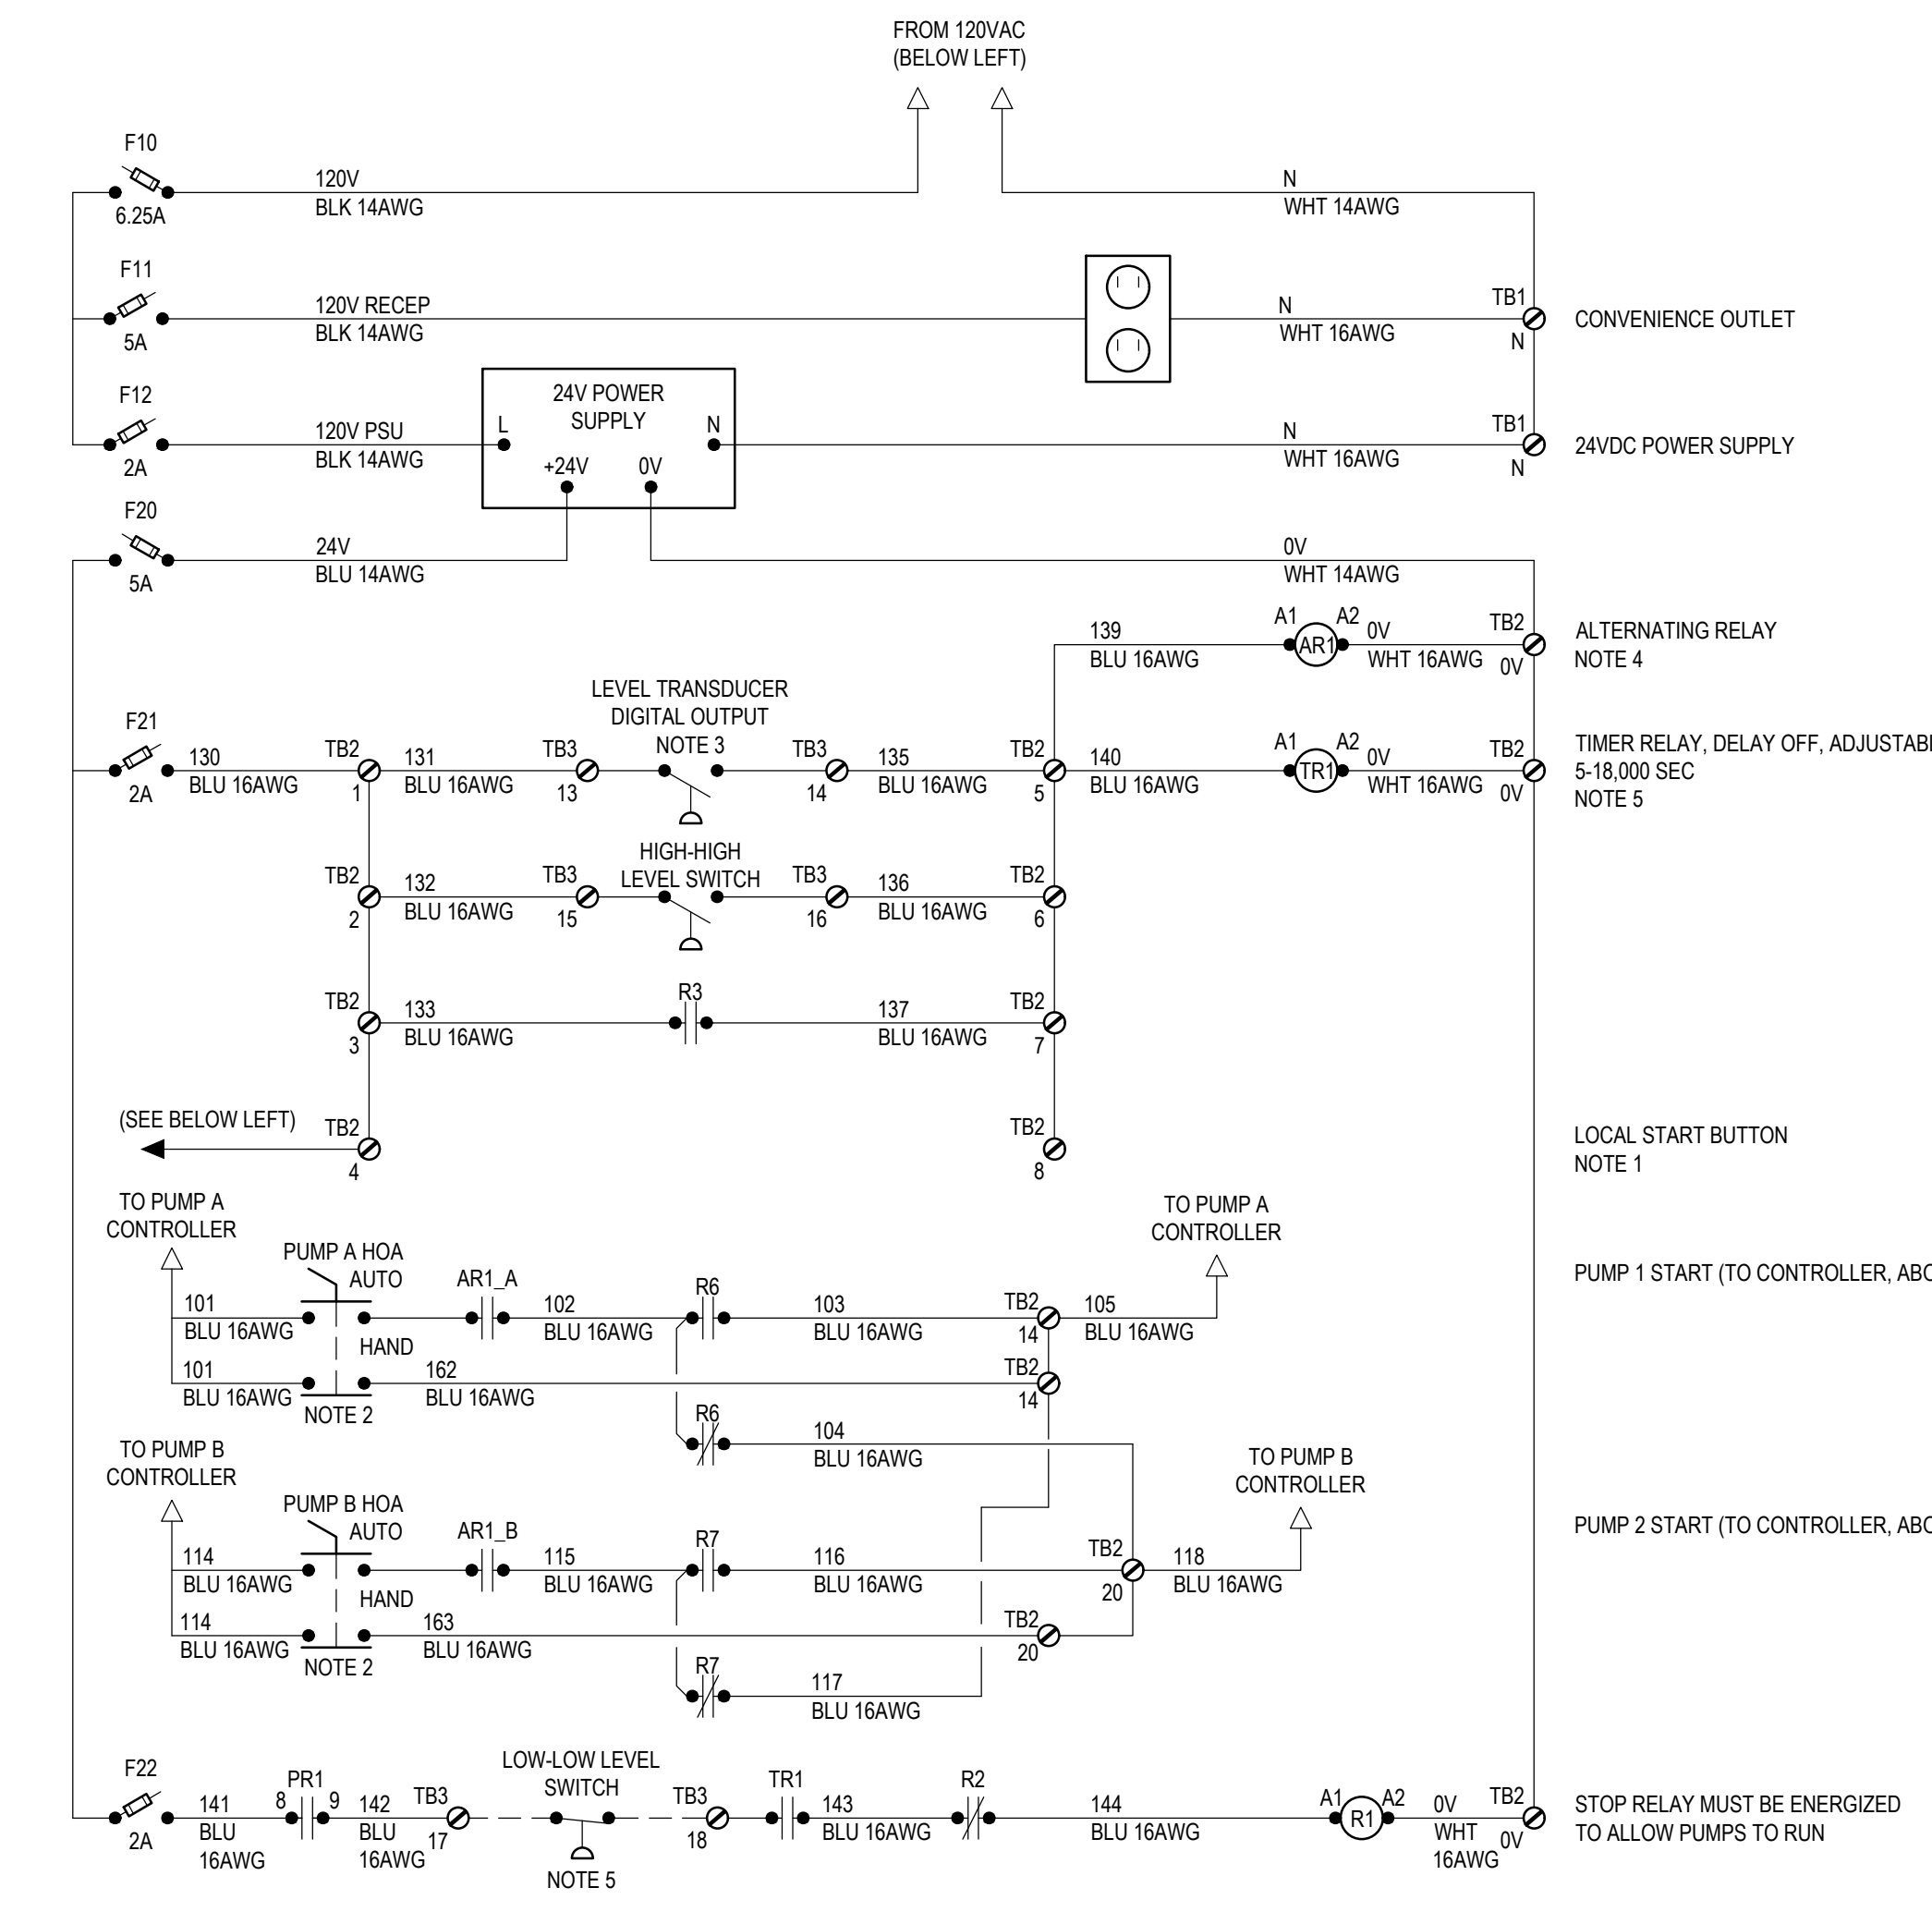 FROM 120VAC
(BELOW LEFT)
F10
120V
N
6.25A
BLK 14AWG
WHT 14AWG
F11
120V RECEP
N
TB1
CONVENIENCE OUTLET
5A
BLK 14AWG
WHT 16AWG
N
F12
24V POWER
SUPPLY
120V PSU
L
N
N
TB1
24VDC POWER SUPPLY
2A
BLK 14AWG
+24V
0V
WHT 16AWG
N
F20
24V
0V
5A
BLU 14AWG
WHT 14AWG
139
BLU 16AWG
A1
AR1
A2
0V
WHT 16AWG
TB2
0V
ALTERNATING RELAY
NOTE 4
LEVEL TRANSDUCER
DIGITAL OUTPUT
NOTE 3
F21
2A
130
BLU 16AWG
TB2
1
131
BLU 16AWG
TB3
13
TB3
14
135
BLU 16AWG
TB2
5
140
BLU 16AWG
A1
TR1
A2
0V
WHT 16AWG
TB2
0V
TIMER RELAY, DELAY OFF,
5-18,000 SEC
NOTE 5
HIGH-HIGH
LEVEL SWITCH
TB2
2
132
BLU 16AWG
TB3
15
TB3
16
136
BLU 16AWG
TB2
6
R3
TB2
3
133
BLU 16AWG
137
BLU 16AWG
TB2
7
(SEE BELOW LEFT)
TB2
4
TB2
8
LOCAL START BUTTON
NOTE 1
TO PUMP A
CONTROLLER
TO PUMP A
CONTROLLER
PUMP A HOA
AUTO
AR1_A
R6
PUMP 1 START (TO CONTROLLER,
101
BLU 16AWG
HAND
102
BLU 16AWG
103
BLU 16AWG
TB2
14
105
BLU 16AWG
101
BLU 16AWG
NOTE 2
162
BLU 16AWG
TB2
14
R6
104
BLU 16AWG
TO PUMP B
CONTROLLER
TO PUMP B
CONTROLLER
PUMP B HOA
AUTO
AR1_B
R7
PUMP 2 START (TO CONTROLLER,
114
BLU 16AWG
HAND
115
BLU 16AWG
116
BLU 16AWG
TB2
20
118
BLU 16AWG
114
BLU 16AWG
NOTE 2
163
BLU 16AWG
TB2
20
R7
117
BLU 16AWG
LOW-LOW LEVEL
SWITCH
F22
2A
141
BLU
16AWG
PR1
8
9
142
BLU
16AWG
TB3
17
NOTE 5
TB3
18
TR1
143
BLU 16AWG
R2
144
BLU 16AWG
A1
R1
A2
0V
WHT
16AWG
TB2
0V
STOP RELAY MUST BE ENERGIZED
TO ALLOW PUMPS TO RUN